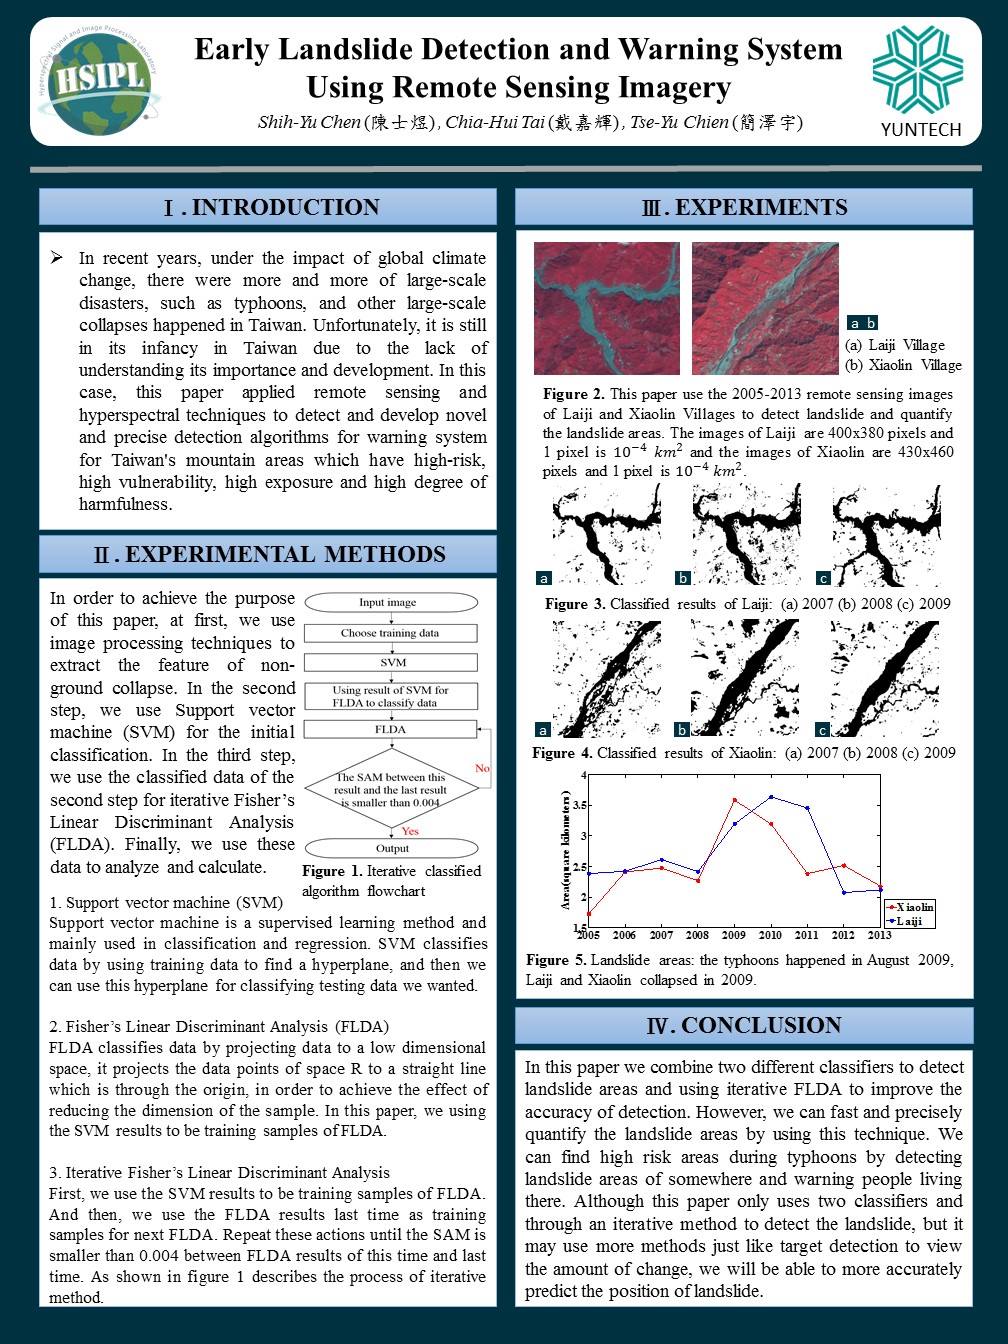 Hyperspectral Signal and Image Processing Laboratory
HSIPL
Early Landslide Detection and Warning System
Using Remote Sensing Imagery
Shih-Yu Chen (陳士煜) , Chia-Hui Tai (戴嘉輝) , Tse-Yu Chien (簡澤宇)
YUNTECH
Ⅰ. INTRODUCTION
➢ In recent years, under the impact of global climate
change, there were more and more of large-scale
disasters, such as typhoons, and other large-scale
collapses happened in Taiwan. Unfortunately, it is still
in its infancy in Taiwan due to the lack of
understanding its importance and development. In this
case, this paper applied remote sensing and
hyperspectral techniques to detect and develop novel
and precise detection algorithms for warning system
for Taiwan's mountain areas which have high-risk,
high vulnerability, high exposure and high degree of
harmfulness.
Ⅱ. EXPERIMENTAL METHODS
In order to achieve the purpose
of this paper, at first, we use
image processing techniques to
extract the feature of non-
ground collapse. In the second
step, we use Support vector
machine (SVM) for the initial
classification. In the third step,
we use the classified data of the
second step for iterative Fisher's
Linear Discriminant Analysis
(FLDA). Finally, we use these
data to analyze and calculate.
Input image
Choose training data
SVM
Using result of SVM for
FLDA to classify data
FLDA
The SAM between this
result and the last result
is smaller than 0.004
No
Yes
Output
Figure 1. Iterative classified
algorithm flowchart
1. Support vector machine (SVM)
Support vector machine is a supervised learning method and
mainly used in classification and regression. SVM classifies
data by using training data to find a hyperplane, and then we
can use this hyperplane for classifying testing data we wanted.
2. Fisher's Linear Discriminant Analysis (FLDA)
FLDA classifies data by projecting data to a low dimensional
space, it projects the data points of space R to a straight line
which is through the origin, in order to achieve the effect of
reducing the dimension of the sample. In this paper, we using
the SVM results to be training samples of FLDA.
3. Iterative Fisher's Linear Discriminant Analysis
First, we use the SVM results to be training samples of FLDA.
And then, we use the FLDA results last time as training
samples for next FLDA. Repeat these actions until the SAM is
smaller than 0.004 between FLDA results of this time and last
time. As shown in figure 1 describes the process of iterative
method.
Ⅲ. EXPERIMENTS
a b
(a) Laiji Village
(b) Xiaolin Village
Figure 2. This paper use the 2005-2013 remote sensing images
of Laiji and Xiaolin Villages to detect landslide and quantify
the landslide areas. The images of Laiji are 400x380 pixels and
1 pixel is 10⁻⁴ km² and the images of Xiaolin are 430x460
pixels and 1 pixel is 10⁻⁴ km².
a
b
c
Figure 3. Classified results of Laiji: (a) 2007 (b) 2008 (c) 2009
a
b
c
Figure 4. Classified results of Xiaolin: (a) 2007 (b) 2008 (c) 2009
Area(square kilometers)
4
3.5
3
2.5
2
1.5
2005 2006 2007 2008 2009 2010 2011 2012 2013
Xiaolin
Laiji
Figure 5. Landslide areas: the typhoons happened in August 2009,
Laiji and Xiaolin collapsed in 2009.
Ⅳ. CONCLUSION
In this paper we combine two different classifiers to detect
landslide areas and using iterative FLDA to improve the
accuracy of detection. However, we can fast and precisely
quantify the landslide areas by using this technique. We
can find high risk areas during typhoons by detecting
landslide areas of somewhere and warning people living
there. Although this paper only uses two classifiers and
through an iterative method to detect the landslide, but it
may use more methods just like target detection to view
the amount of change, we will be able to more accurately
predict the position of landslide.